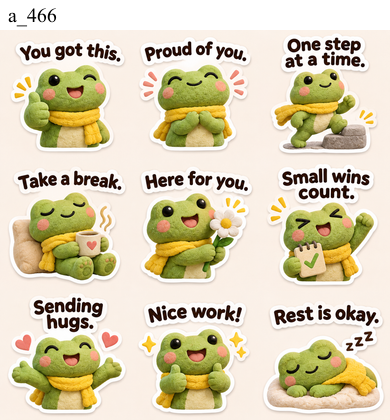 a_466
You got this.
Proud of you.
One step
at a time.
Take a break.
Here for you.
Small wins
count.
Sending
hugs.
Nice work!
Rest is okay.
zzz